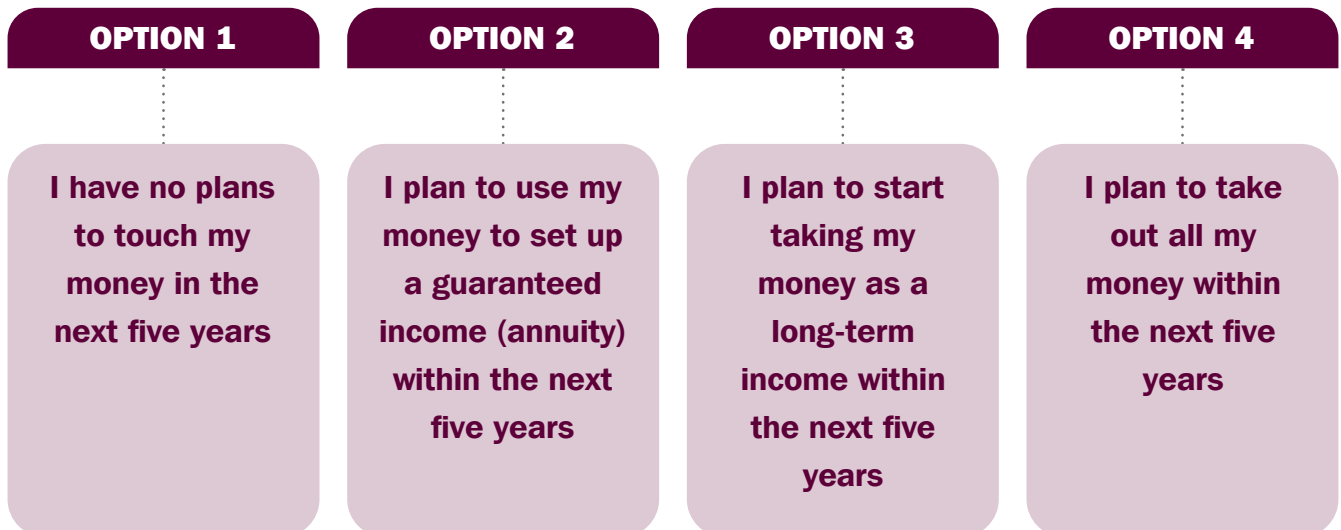 OPTION 1
I have no plans
to touch my
money in the
next five years
OPTION 2
I plan to use my
money to set up
a guaranteed
income (annuity)
within the next
five years
OPTION 3
I plan to start
taking my
money as a
long-term
income within
the next five
years
OPTION 4
I plan to take
out all my
money within
the next five
years